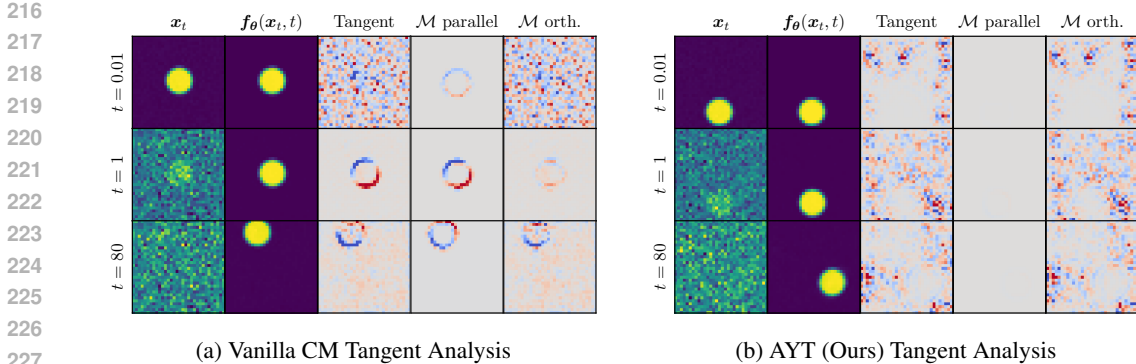 216
217
218
219
220
221
222
223
224
225
226
227
x_t f_θ(x_t, t) Tangent M parallel M orth.
t = 0.01
t = 1
t = 80
(a) Vanilla CM Tangent Analysis
x_t f_θ(x_t, t) Tangent M parallel M orth.
t = 0.01
t = 1
t = 80
(b) AYT (Ours) Tangent Analysis